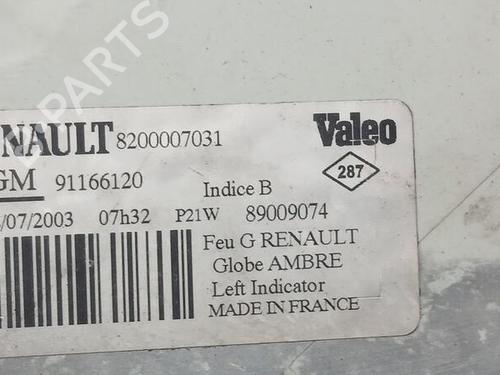 RENAULT 8200007031 Valeo
GM 91166120 Indice B 287
/07/2003 07h32 P21W 89009074
Feu G RENAULT
Globe AMBRE
Left Indicator
MADE IN FRANCE
B PARTS